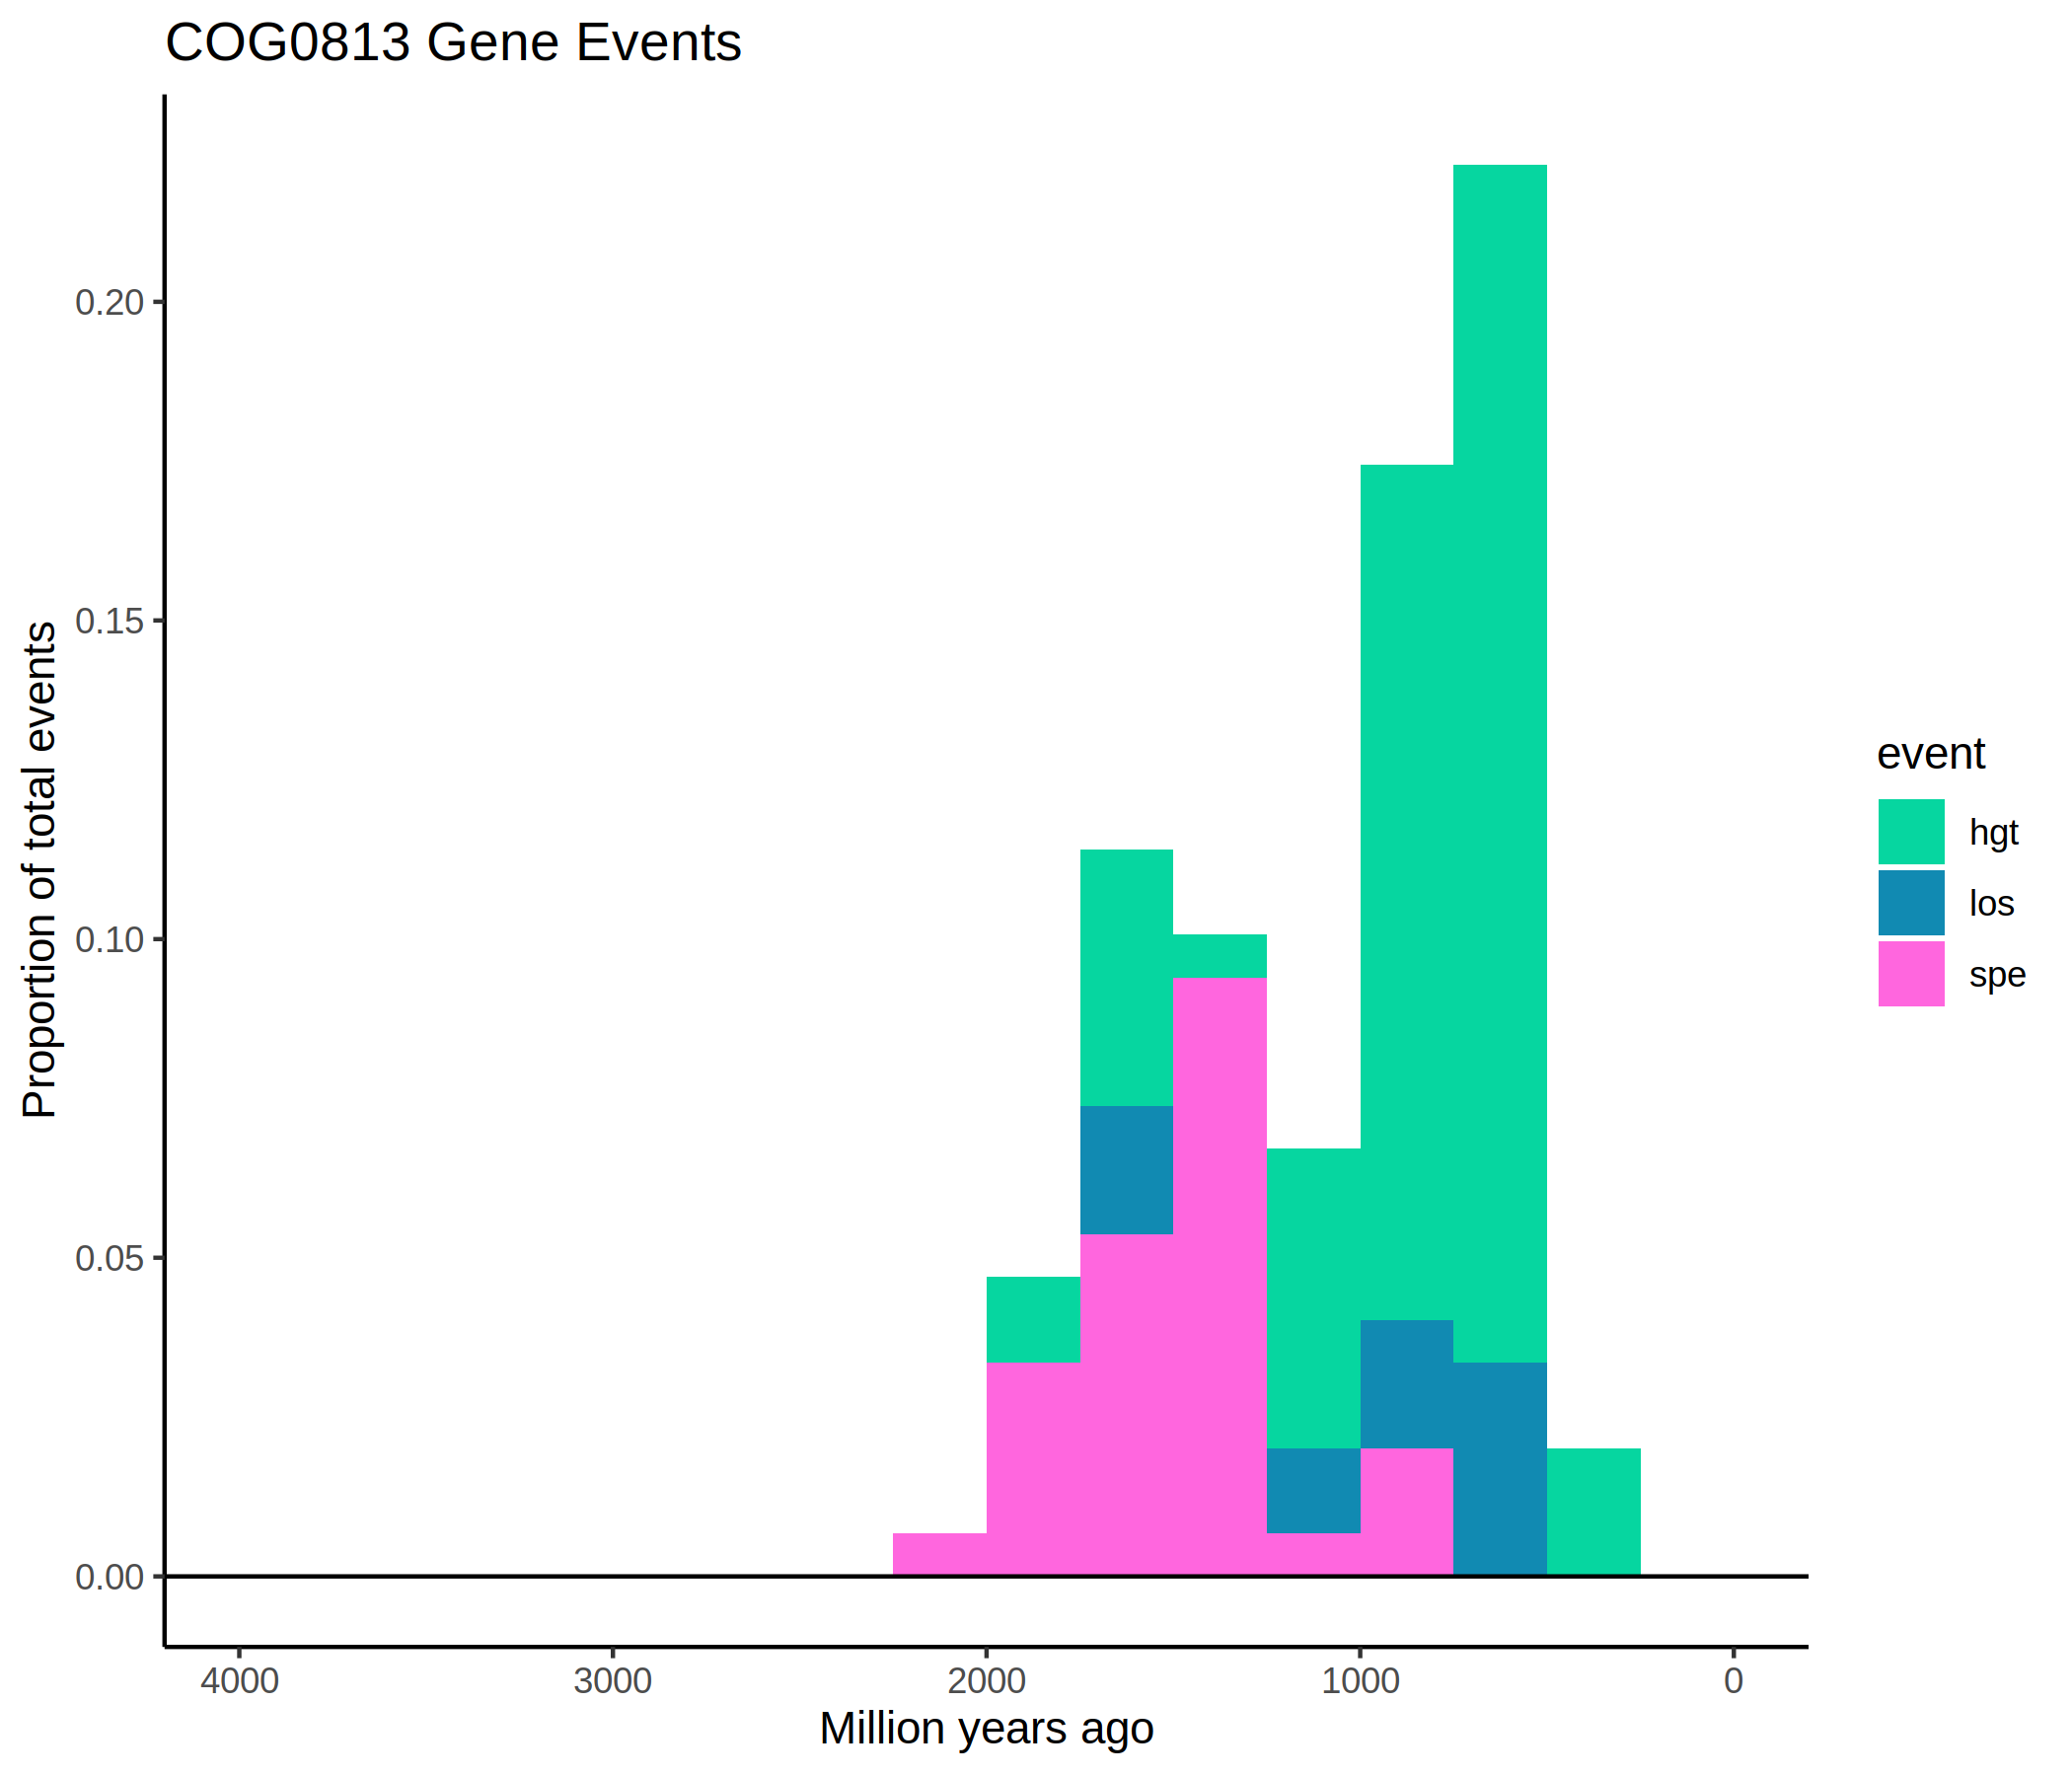 COG0813 Gene Events
Proportion of total events
0.20
0.15
0.10
0.05
0.00
4000 3000 2000 1000 0
Million years ago
event
hgt
los
spe